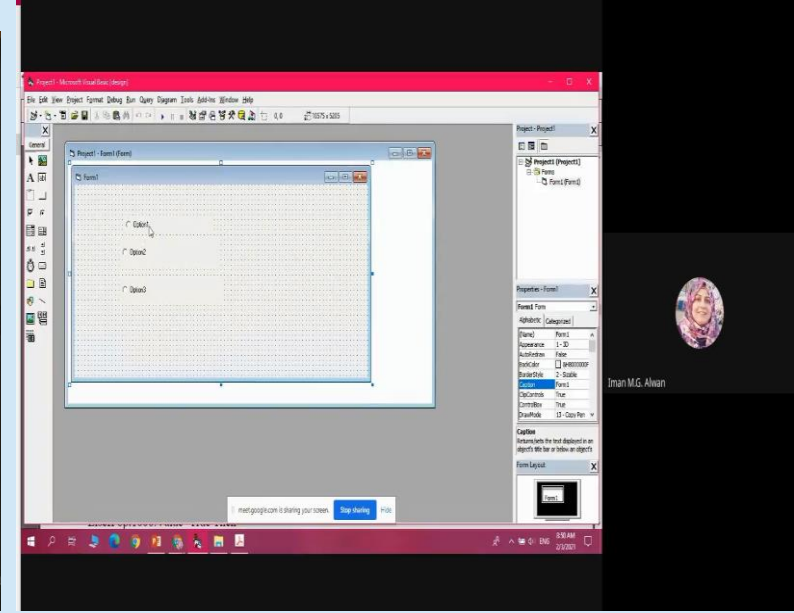 Project1 - Microsoft Visual Basic [design]
File Edit View Project Format Debug Run Query Diagram Tools Add-Ins Window Help
0,0 10575 x 5205
General
Project1 - Form1 (Form)
Form1
Option1
Option2
Option3
Project - Project1
Project1 (Project1)
Forms
Form1 (Form1)
Properties - Form1
Form1 Form
Alphabetic Categorized
(Name) Form1
Appearance 1 - 3D
AutoRedraw False
BackColor
BorderStyle 2 - Sizable
Caption Form1
ClipControls True
ControlBox True
DrawMode 13 - Copy Pen
Caption
Returns/sets the text displayed in an
object's title bar or below an object's
Form Layout
Form1
meet.google.com is sharing your screen. Stop sharing Hide
ENG 8:50 AM
2/3/2021
Iman M.G. Alwan